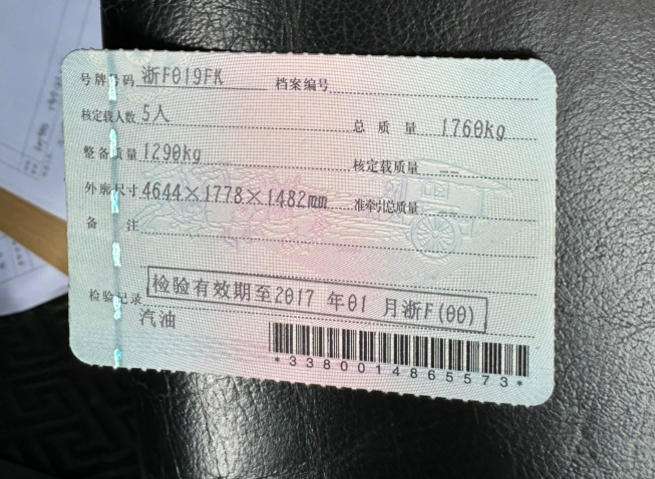 号牌号码 浙F019FK 档案编号
核定载人数 5人 总质量 1760kg
整备质量 1290kg 核定载质量 ——
外廓尺寸 4644×1778×1482mm 准牵引总质量 ——
备注
检验记录 检验有效期至2017年01月浙F(00)
汽油
*3380014865573*